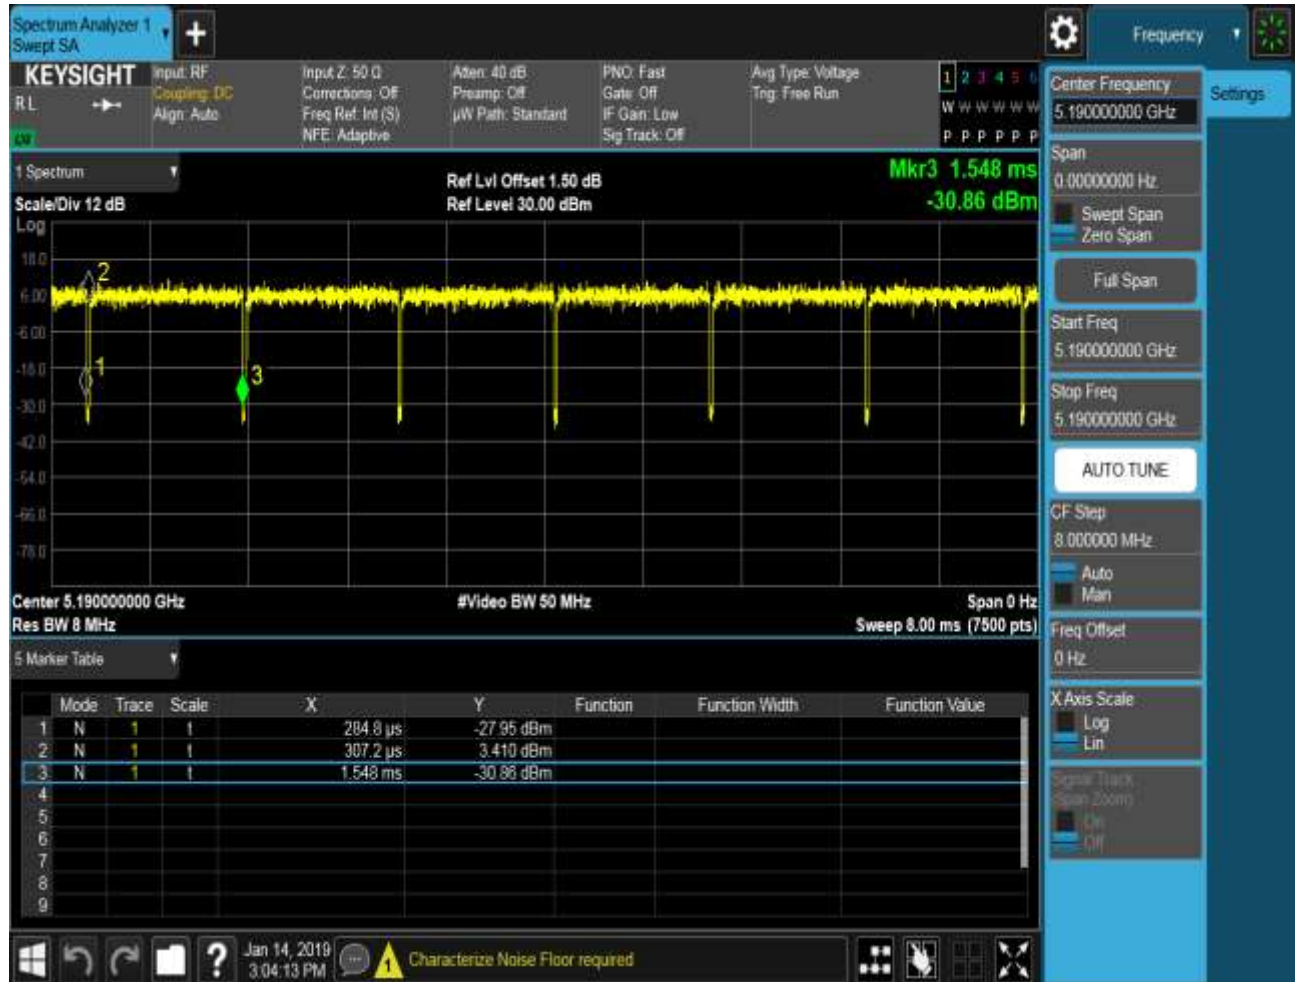 Spectrum Analyzer 1
Swept SA
Frequency
KEYSIGHT
RL
Input: RF
Coupling: DC
Align: Auto
Input Z: 50 Ω
Corrections: Off
Freq Ref: Int (S)
NFE: Adaptive
Atten: 40 dB
Preamp: Off
µW Path: Standard
PNO: Fast
Gate: Off
IF Gain: Low
Sig Track: Off
Avg Type: Voltage
Trig: Free Run
1 2 3 4 5 6
W W W W W W
P P P P P P
1 Spectrum
Scale/Div 12 dB
Ref Lvl Offset 1.50 dB
Ref Level 30.00 dBm
Mkr3 1.548 ms
-30.86 dBm
Log
18.0
6.00
-6.00
-18.0
-30.0
-42.0
-54.0
-66.0
-78.0
2
1
3
Center 5.190000000 GHz
Res BW 8 MHz
#Video BW 50 MHz
Span 0 Hz
Sweep 8.00 ms (7500 pts)
5 Marker Table
Mode Trace Scale X Y Function Function Width Function Value
1 N 1 t 284.8 µs -27.95 dBm
2 N 1 t 307.2 µs 3.410 dBm
3 N 1 t 1.548 ms -30.86 dBm
4
5
6
7
8
9
Jan 14, 2019
3:04:13 PM
Characterize Noise Floor required
Center Frequency
5.190000000 GHz
Settings
Span
0.00000000 Hz
Swept Span
Zero Span
Full Span
Start Freq
5.190000000 GHz
Stop Freq
5.190000000 GHz
AUTO TUNE
CF Step
8.000000 MHz
Auto
Man
Freq Offset
0 Hz
X Axis Scale
Log
Lin
Signal Track
(Span Zoom)
On
Off